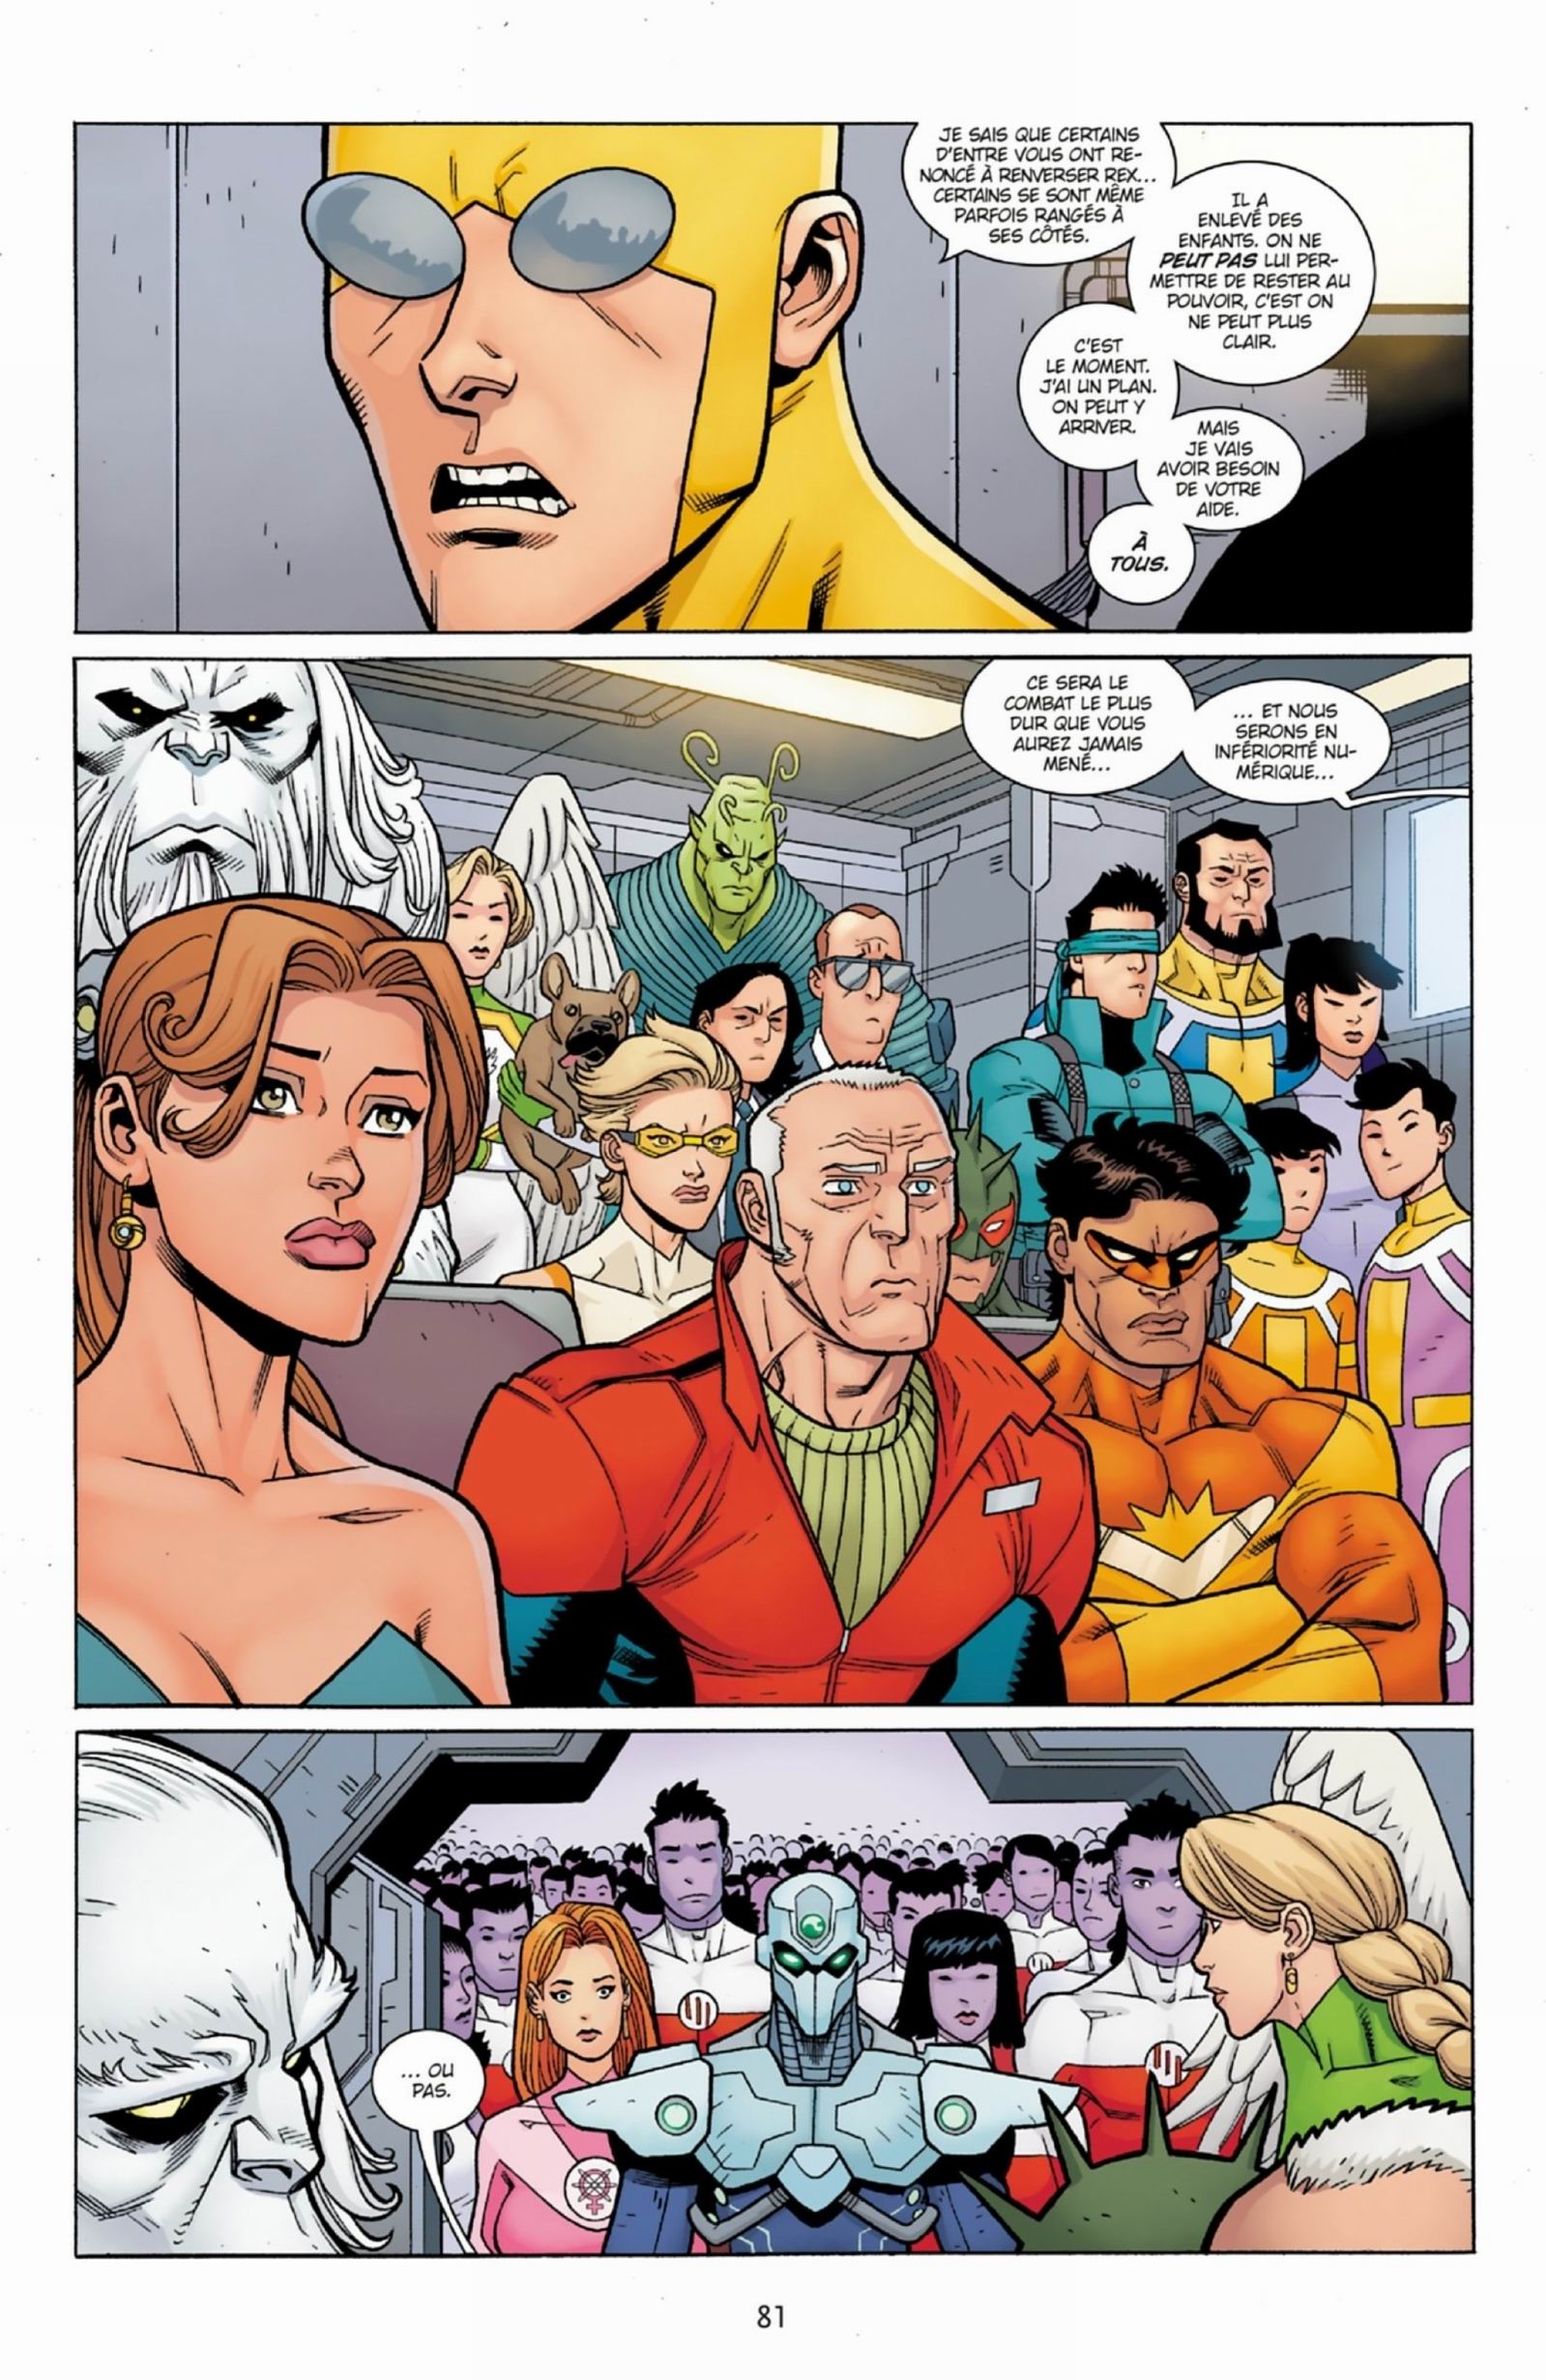 JE SAIS QUE CERTAINS
D'ENTRE VOUS ONT RE-
NONCÉ À RENVERSER REX...
CERTAINS SE SONT MÊME
PARFOIS RANGÉS À
SES CÔTÉS.
IL A
ENLEVÉ DES
ENFANTS. ON NE
PEUT PAS LUI PER-
METTRE DE RESTER AU
POUVOIR, C'EST ON
NE PEUT PLUS
CLAIR.
C'EST
LE MOMENT.
J'AI UN PLAN.
ON PEUT Y
ARRIVER.
MAIS
JE VAIS
AVOIR BESOIN
DE VOTRE
AIDE.
À
TOUS.
CE SERA LE
COMBAT LE PLUS
DUR QUE VOUS
AUREZ JAMAIS
MENÉ...
... ET NOUS
SERONS EN
INFÉRIORITÉ NU-
MÉRIQUE...
... OU
PAS.
81